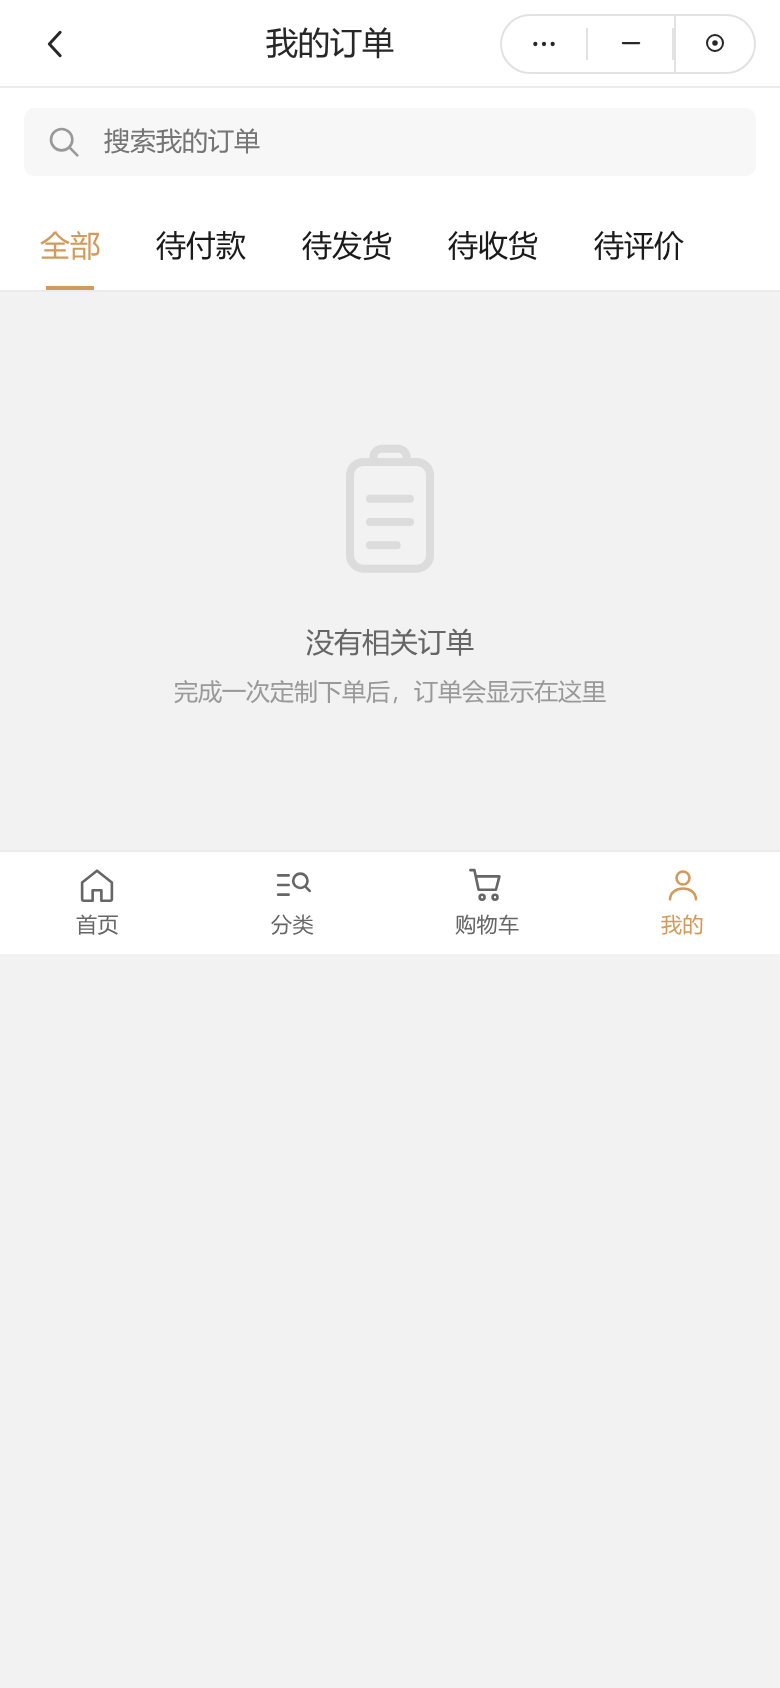 我的订单
搜索我的订单
全部 待付款 待发货 待收货 待评价
没有相关订单
完成一次定制下单后，订单会显示在这里
首页 分类 购物车 我的